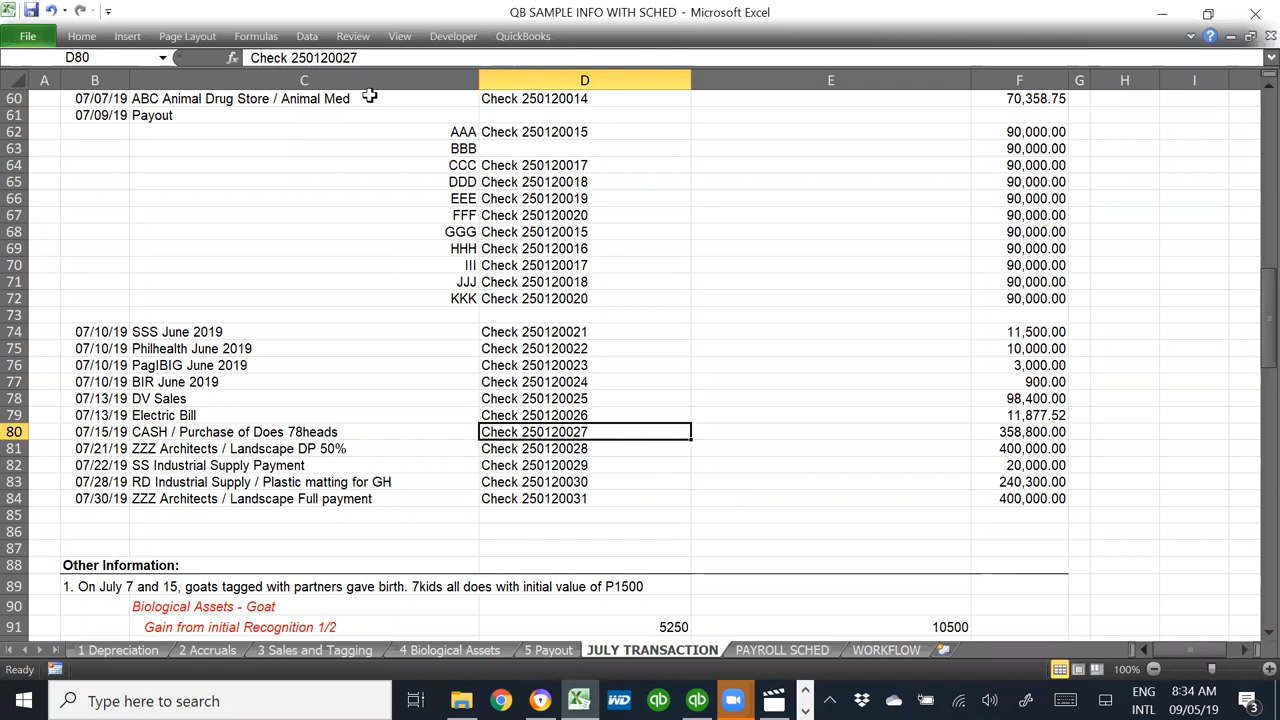 QB SAMPLE INFO WITH SCHED - Microsoft Excel
File Home Insert Page Layout Formulas Data Review View Developer QuickBooks
D80 fx Check 250120027
A B C D E F G H I
60 07/07/19 ABC Animal Drug Store / Animal Med Check 250120014 70,358.75
61 07/09/19 Payout
62 AAA Check 250120015 90,000.00
63 BBB 90,000.00
64 CCC Check 250120017 90,000.00
65 DDD Check 250120018 90,000.00
66 EEE Check 250120019 90,000.00
67 FFF Check 250120020 90,000.00
68 GGG Check 250120015 90,000.00
69 HHH Check 250120016 90,000.00
70 III Check 250120017 90,000.00
71 JJJ Check 250120018 90,000.00
72 KKK Check 250120020 90,000.00
73
74 07/10/19 SSS June 2019 Check 250120021 11,500.00
75 07/10/19 Philhealth June 2019 Check 250120022 10,000.00
76 07/10/19 PagIBIG June 2019 Check 250120023 3,000.00
77 07/10/19 BIR June 2019 Check 250120024 900.00
78 07/13/19 DV Sales Check 250120025 98,400.00
79 07/13/19 Electric Bill Check 250120026 11,877.52
80 07/15/19 CASH / Purchase of Does 78heads Check 250120027 358,800.00
81 07/21/19 ZZZ Architects / Landscape DP 50% Check 250120028 400,000.00
82 07/22/19 SS Industrial Supply Payment Check 250120029 20,000.00
83 07/28/19 RD Industrial Supply / Plastic matting for GH Check 250120030 240,300.00
84 07/30/19 ZZZ Architects / Landscape Full payment Check 250120031 400,000.00
85
86
87
88 Other Information:
89 1. On July 7 and 15, goats tagged with partners gave birth. 7kids all does with initial value of P1500
90 Biological Assets - Goat
91 Gain from initial Recognition 1/2 5250 10500
1 Depreciation 2 Accruals 3 Sales and Tagging 4 Biological Assets 5 Payout JULY TRANSACTION PAYROLL SCHED WORKFLOW
Ready 100%
Type here to search WD qb qb ENG 8:34 AM
INTL 09/05/19 3